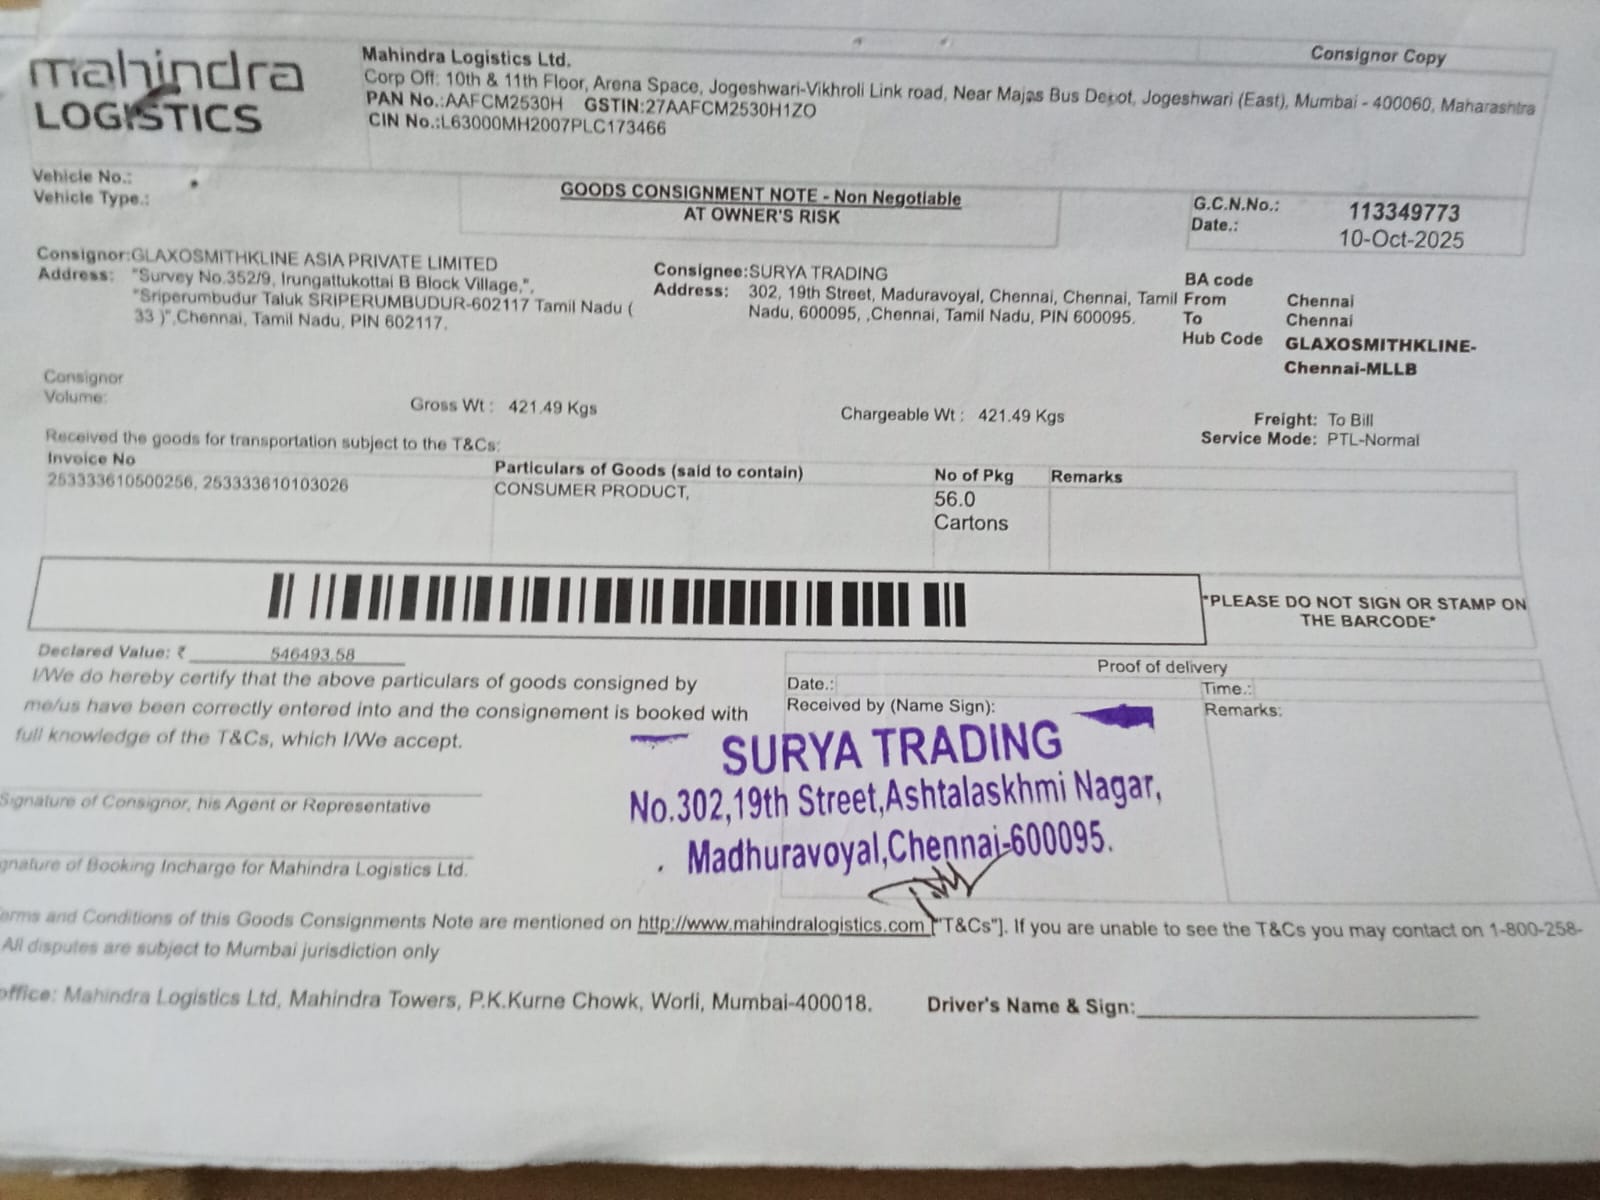 mahindra
LOGISTICS
Mahindra Logistics Ltd.
Corp Off: 10th & 11th Floor, Arena Space, Jogeshwari-Vikhroli Link road, Near Majas Bus Depot, Jogeshwari (East), Mumbai - 400060, Maharashtra
PAN No.:AAFCM2530H GSTIN:27AAFCM2530H1ZO
CIN No.:L63000MH2007PLC173466
Consignor Copy
Vehicle No.:
Vehicle Type.:
GOODS CONSIGNMENT NOTE - Non Negotiable
AT OWNER'S RISK
G.C.N.No.: 113349773
Date.: 10-Oct-2025
Consignor:GLAXOSMITHKLINE ASIA PRIVATE LIMITED
Address: "Survey No.352/9, Irungattukottai B Block Village,",
"Sriperumbudur Taluk SRIPERUMBUDUR-602117 Tamil Nadu (
33 )",Chennai, Tamil Nadu, PIN 602117.
Consignee:SURYA TRADING
Address: 302, 19th Street, Maduravoyal, Chennai, Chennai, Tamil
Nadu, 600095, ,Chennai, Tamil Nadu, PIN 600095.
BA code
From Chennai
To Chennai
Hub Code GLAXOSMITHKLINE-
Chennai-MLLB
Consignor
Volume:
Gross Wt : 421.49 Kgs
Chargeable Wt : 421.49 Kgs
Freight: To Bill
Service Mode: PTL-Normal
Received the goods for transportation subject to the T&Cs:
Invoice No
253333610500256, 253333610103026
Particulars of Goods (said to contain)
CONSUMER PRODUCT,
No of Pkg
56.0
Cartons
Remarks
*PLEASE DO NOT SIGN OR STAMP ON
THE BARCODE*
Declared Value: ₹ 546493.58
I/We do hereby certify that the above particulars of goods consigned by
me/us have been correctly entered into and the consignement is booked with
full knowledge of the T&Cs, which I/We accept.
Proof of delivery
Date.:
Time.:
Received by (Name Sign):
Remarks:
SURYA TRADING
No.302,19th Street,Ashtalaskhmi Nagar,
Madhuravoyal,Chennai-600095.
Signature of Consignor, his Agent or Representative
gnature of Booking Incharge for Mahindra Logistics Ltd.
erms and Conditions of this Goods Consignments Note are mentioned on http://www.mahindralogistics.com ["T&Cs"]. If you are unable to see the T&Cs you may contact on 1-800-258-
All disputes are subject to Mumbai jurisdiction only
office: Mahindra Logistics Ltd, Mahindra Towers, P.K.Kurne Chowk, Worli, Mumbai-400018.
Driver's Name & Sign: